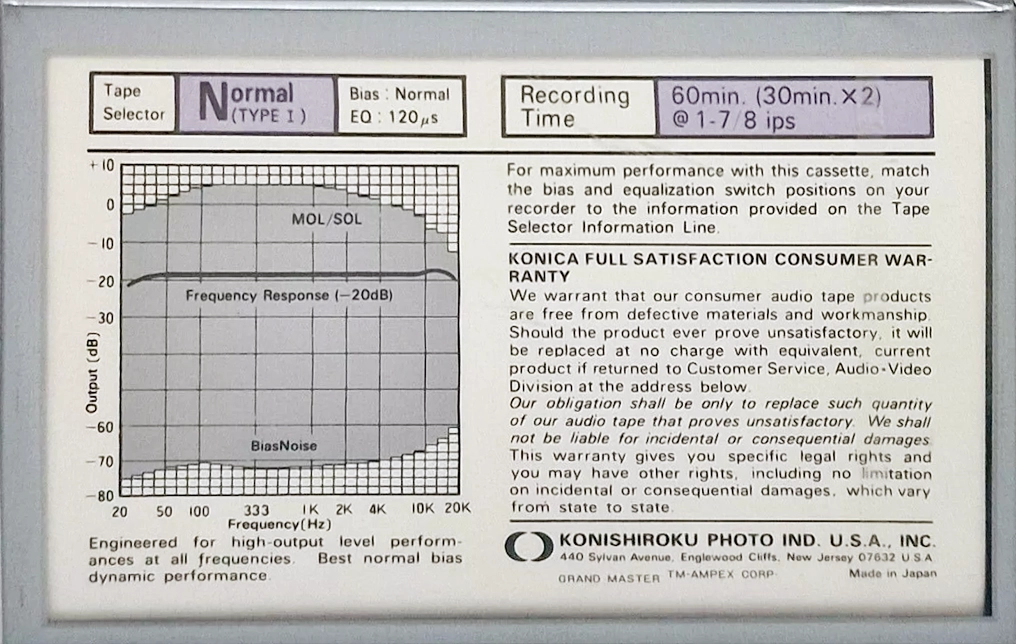 Tape
Selector
Normal
(TYPE I)
Bias : Normal
EQ : 120μs
Recording
Time
60min. (30min.×2)
@ 1-7/8 ips
+10
0
−10
−20
−30
−60
−70
−80
Output (dB)
MOL/SOL
Frequency Response (−20dB)
BiasNoise
20 50 100 333 1K 2K 4K 10K 20K
Frequency(Hz)
Engineered for high-output level perform-
ances at all frequencies. Best normal bias
dynamic performance.
For maximum performance with this cassette, match
the bias and equalization switch positions on your
recorder to the information provided on the Tape
Selector Information Line.
KONICA FULL SATISFACTION CONSUMER WAR-
RANTY
We warrant that our consumer audio tape products
are free from defective materials and workmanship.
Should the product ever prove unsatisfactory, it will
be replaced at no charge with equivalent, current
product if returned to Customer Service, Audio-Video
Division at the address below.
Our obligation shall be only to replace such quantity
of our audio tape that proves unsatisfactory. We shall
not be liable for incidental or consequential damages.
This warranty gives you specific legal rights and
you may have other rights, including no limitation
on incidental or consequential damages, which vary
from state to state.
KONISHIROKU PHOTO IND. U.S.A., INC.
440 Sylvan Avenue, Englewood Cliffs, New Jersey 07632 U.S.A.
GRAND MASTER TM-AMPEX CORP. Made in Japan